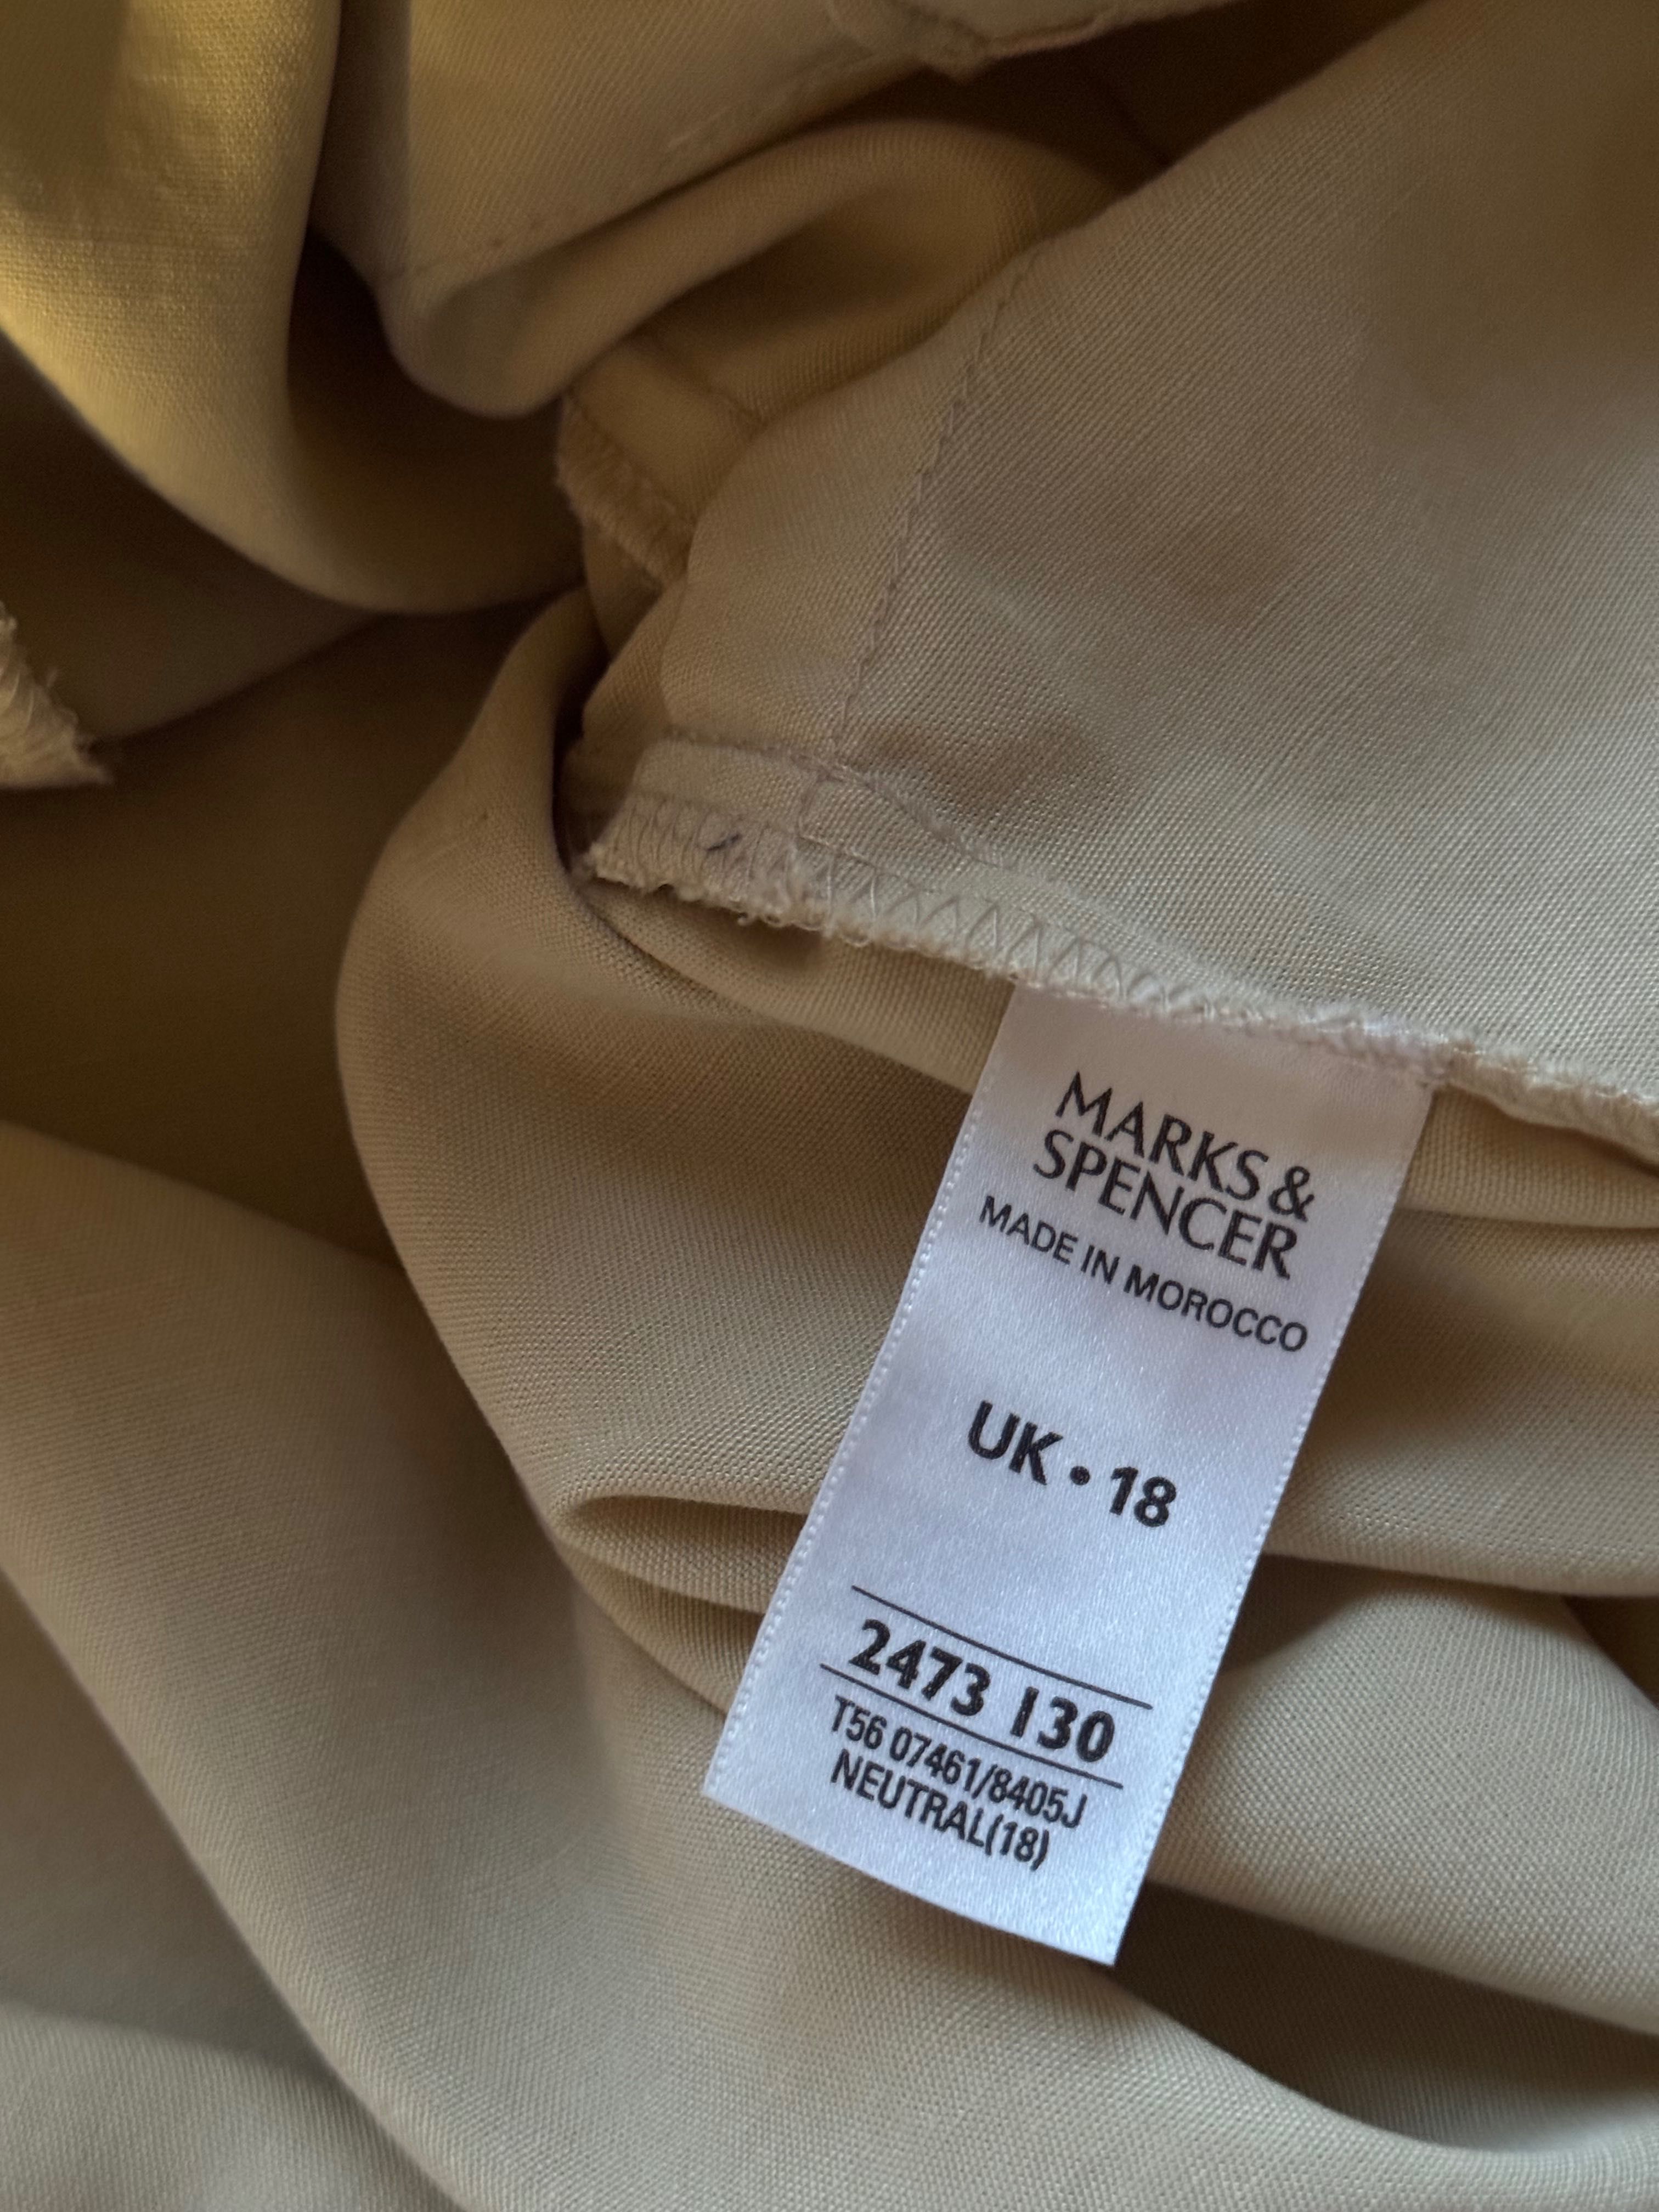 MARKS &
SPENCER
MADE IN MOROCCO
UK • 18
2473 130
T56 07461/8405J
NEUTRAL(18)